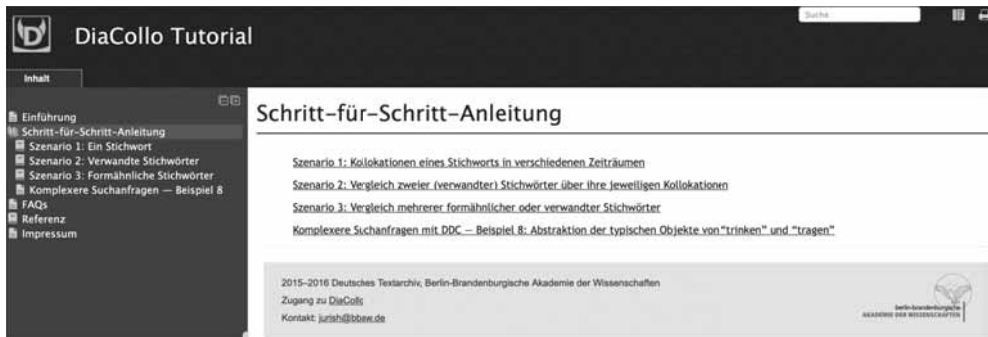 Suche
DiaCollo Tutorial
Inhalt
Einführung
Schritt-für-Schritt-Anleitung
Szenario 1: Ein Stichwort
Szenario 2: Verwandte Stichwörter
Szenario 3: Formähnliche Stichwörter
Komplexere Suchanfragen — Beispiel 8
FAQs
Referenz
Impressum
Schritt-für-Schritt-Anleitung
Szenario 1: Kollokationen eines Stichworts in verschiedenen Zeiträumen
Szenario 2: Vergleich zweier (verwandter) Stichwörter über ihre jeweiligen Kollokationen
Szenario 3: Vergleich mehrerer formähnlicher oder verwandter Stichwörter
Komplexere Suchanfragen mit DDC — Beispiel 8: Abstraktion der typischen Objekte von "trinken" und "tragen"
2015–2016 Deutsches Textarchiv, Berlin-Brandenburgische Akademie der Wissenschaften
Zugang zu DiaCollo
Kontakt: jurish@bbaw.de
berlin-brandenburgische
AKADEMIE DER WISSENSCHAFTEN